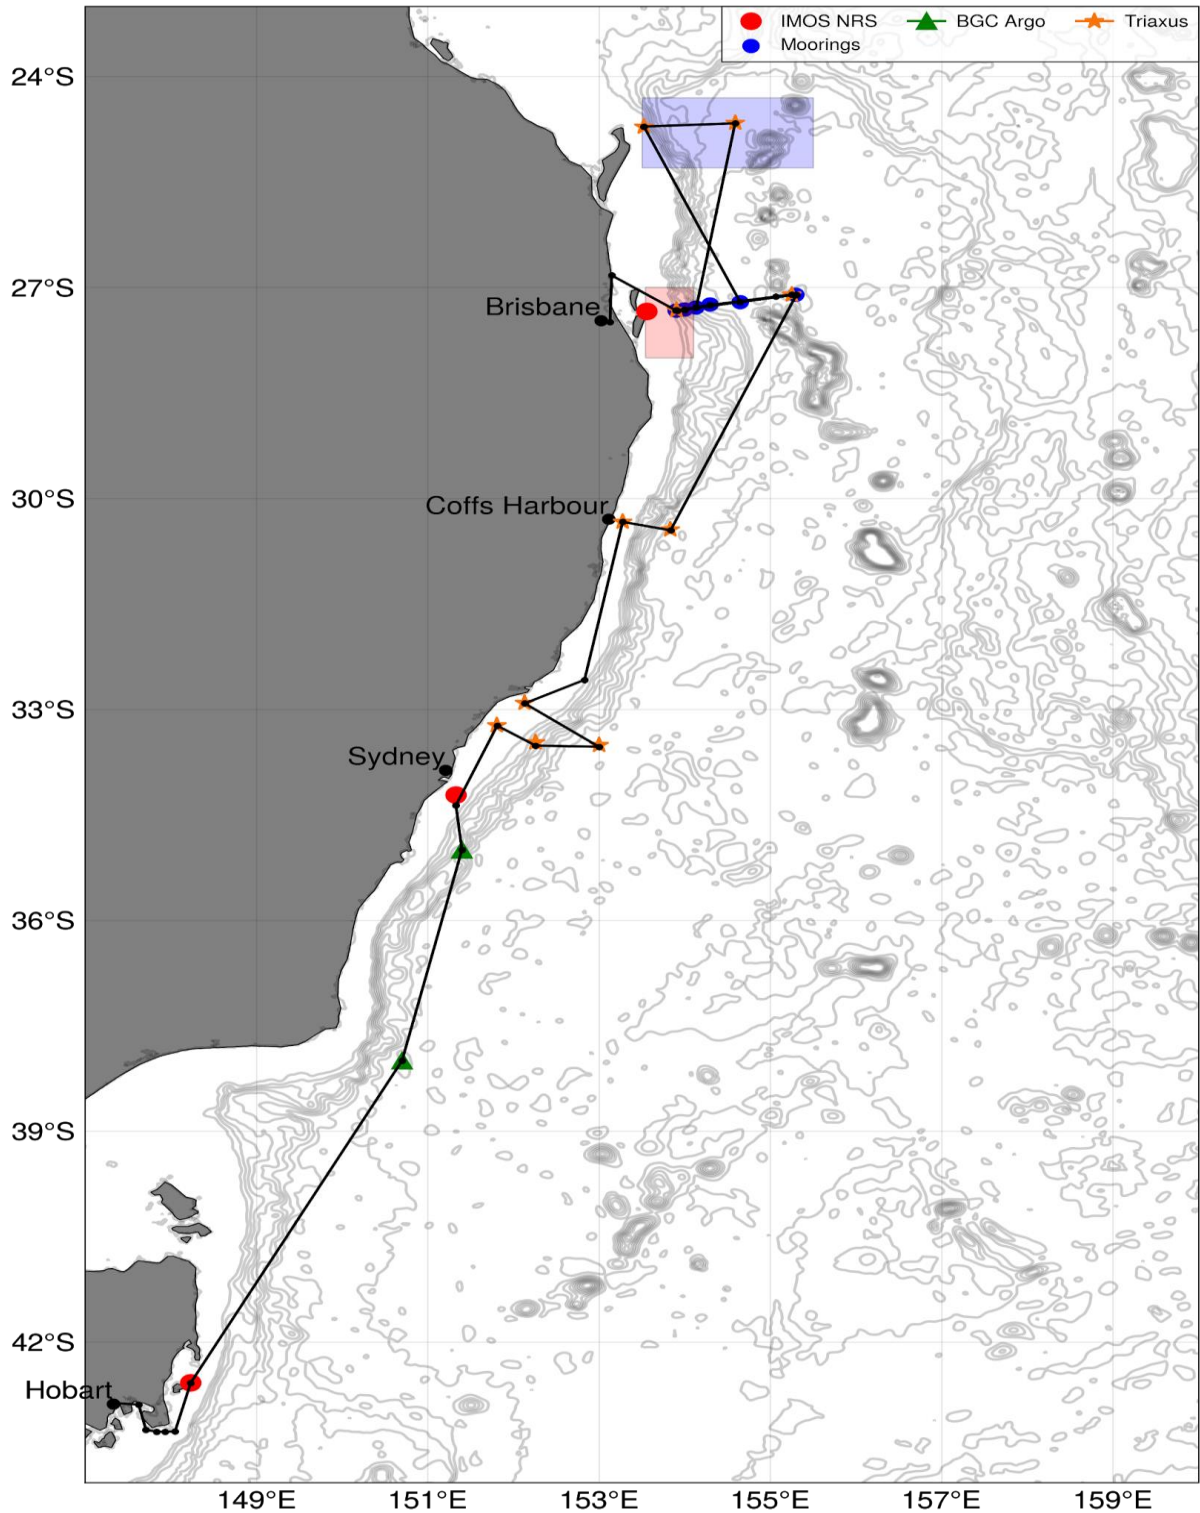 IMOS NRS
BGC Argo
Triaxus
Moorings
24°S
27°S
Brisbane
30°S
Coffs Harbour
33°S
Sydney
36°S
39°S
42°S
Hobart
149°E
151°E
153°E
155°E
157°E
159°E